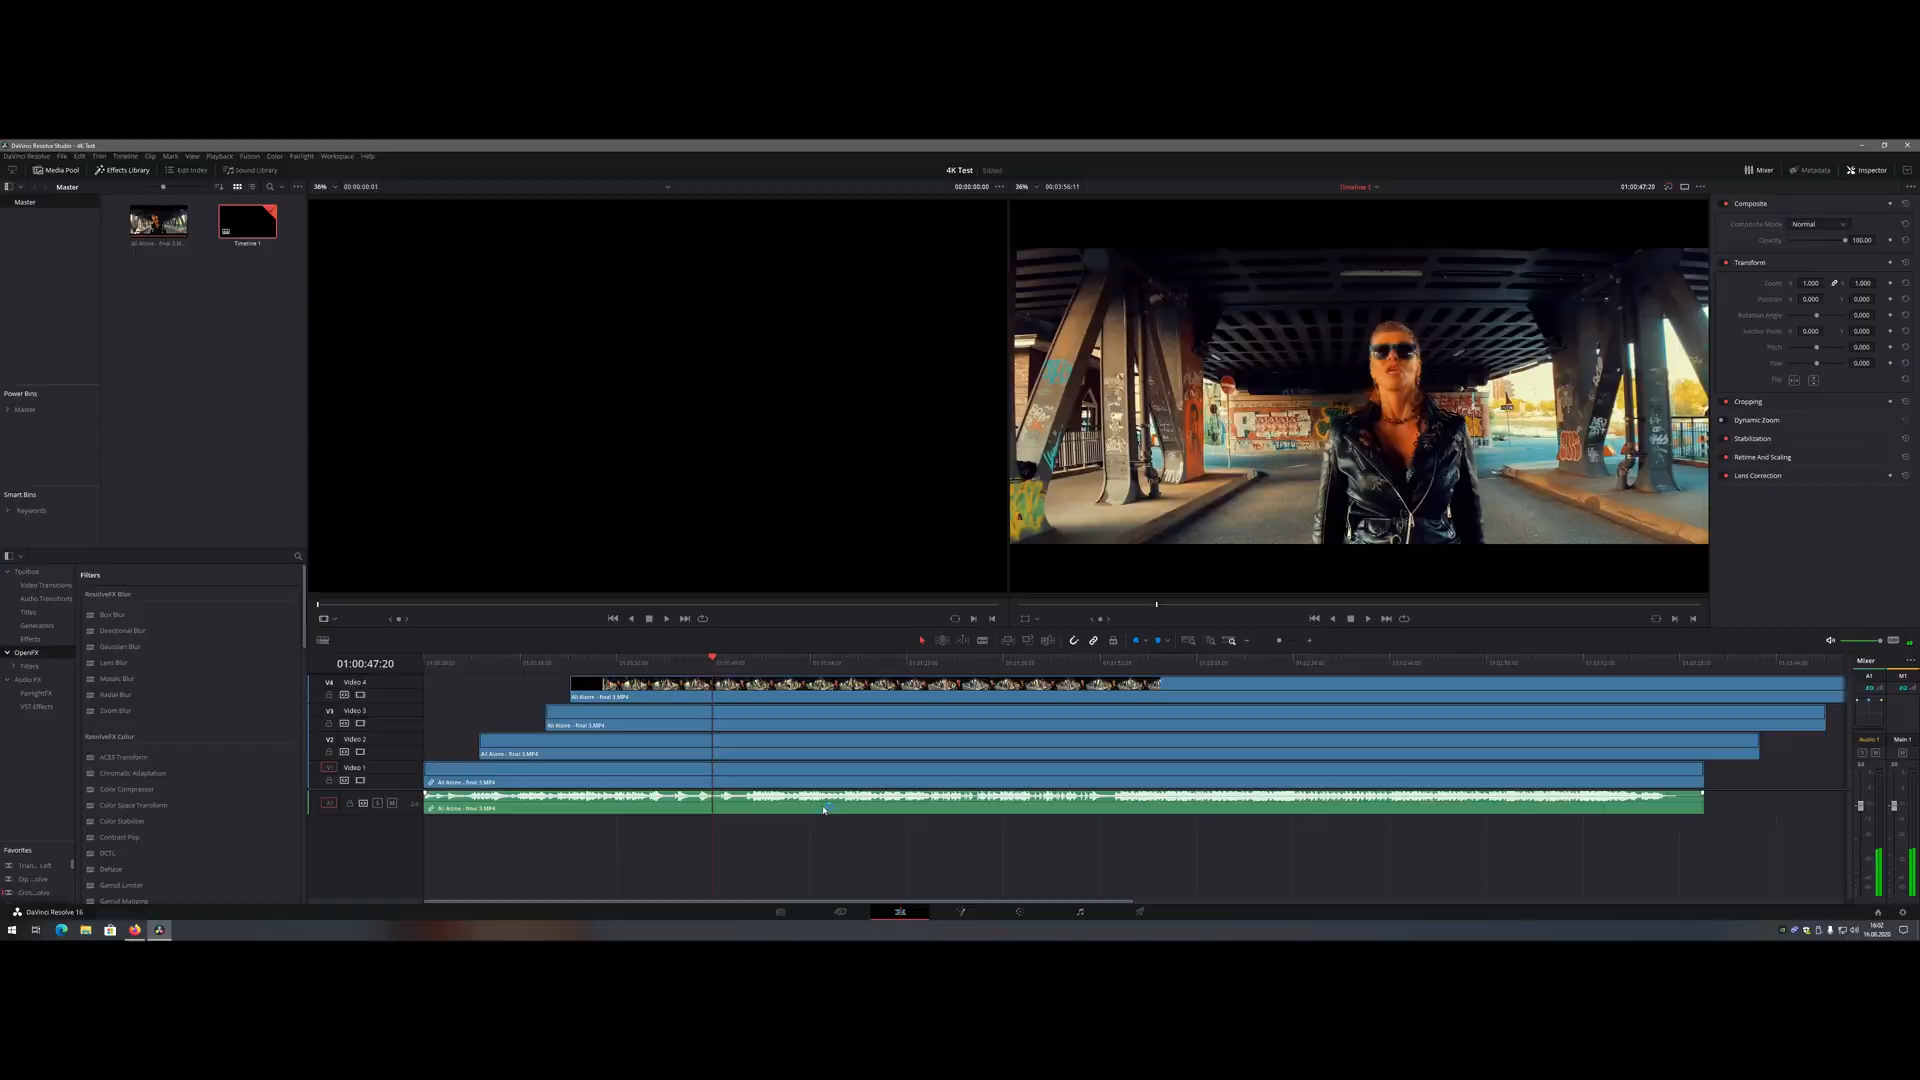 DaVinci Resolve Studio - 4K Test
DaVinci Resolve File Edit Trim Timeline Clip Mark View Playback Fusion Color Fairlight Workspace Help
Media Pool Effects Library Edit Index Sound Library
4K Test Edited
Mixer Metadata Inspector
Master
36% 00:00:00:01
00:00:00:00
36% 00:03:56:11
Timeline 1
01:00:47:20
Master
All Alone - final 3.M...
Timeline 1
Power Bins
Master
Smart Bins
Keywords
Composite
Composite Mode Normal
Opacity 100.00
Transform
Zoom X 1.000 Y 1.000
Position X 0.000 Y 0.000
Rotation Angle 0.000
Anchor Point X 0.000 Y 0.000
Pitch 0.000
Yaw 0.000
Flip
Cropping
Dynamic Zoom
Stabilization
Retime And Scaling
Lens Correction
Toolbox
Video Transitions
Audio Transitions
Titles
Generators
Effects
OpenFX
Filters
Audio FX
FairlightFX
VST Effects
Favorites
Trian... Left
Dip ...olve
Cros...olve
Filters
ResolveFX Blur
Box Blur
Directional Blur
Gaussian Blur
Lens Blur
Mosaic Blur
Radial Blur
Zoom Blur
ResolveFX Color
ACES Transform
Chromatic Adaptation
Color Compressor
Color Space Transform
Color Stabilizer
Contrast Pop
DCTL
Dehaze
Gamut Limiter
Gamut Mapping
01:00:47:20
V4 Video 4
All Alone - final 3.MP4
V3 Video 3
All Alone - final 3.MP4
V2 Video 2
All Alone - final 3.MP4
V1 Video 1
All Alone - final 3.MP4
A1 S M 2.0
All Alone - final 3.MP4
Mixer
A1 M1
EQ EQ
Audio 1 Main 1
S M M
DaVinci Resolve 16
16:02
16.08.2020